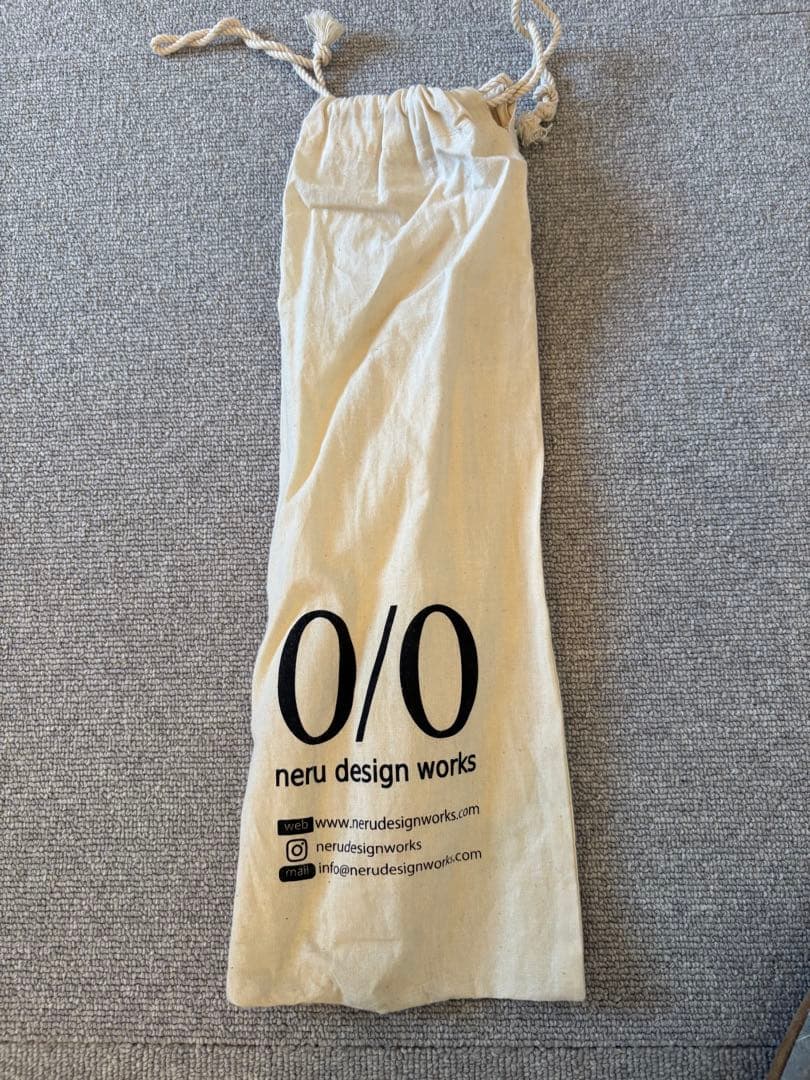 0/0
neru design works
web www.nerudesignworks.com
nerudesignworks
mail info@nerudesignworks.com